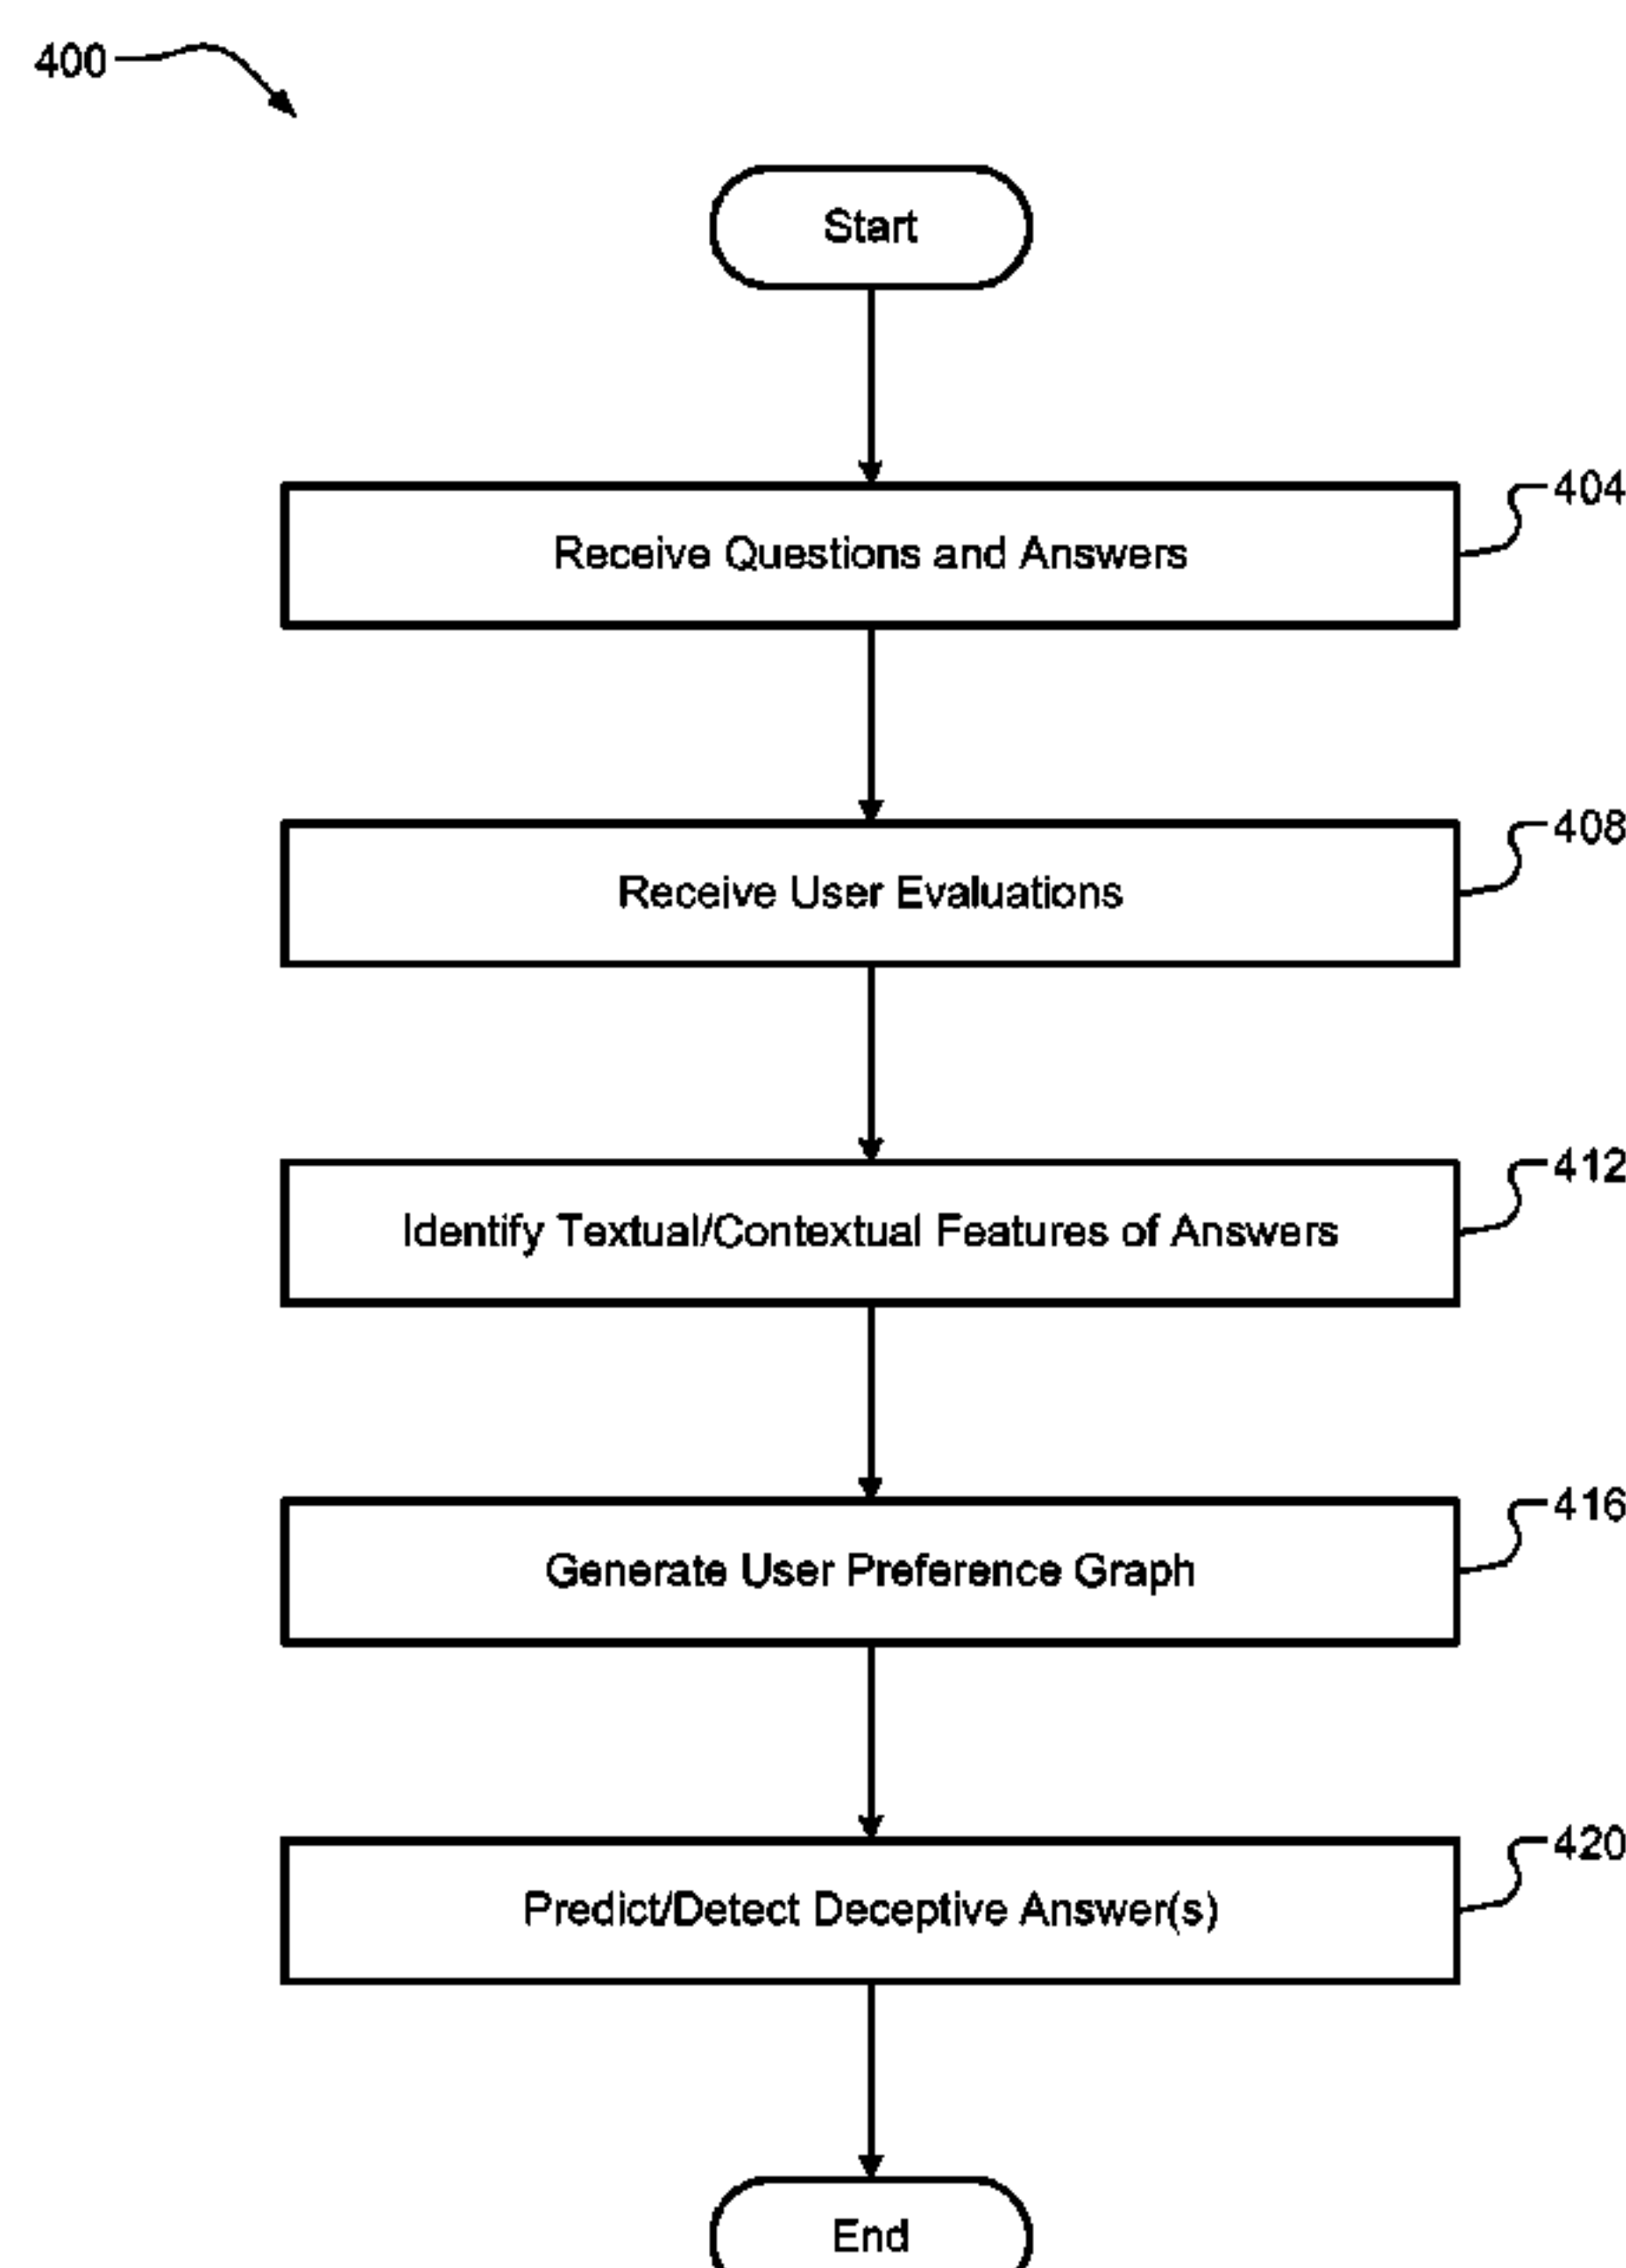 400
Start
Receive Questions and Answers
404
Receive User Evaluations
408
Identify Textual/Contextual Features of Answers
412
Generate User Preference Graph
416
Predict/Detect Deceptive Answer(s)
420
End